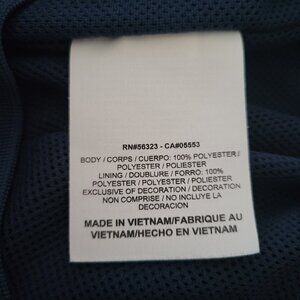 RN#56323 - CA#05553
BODY / CORPS / CUERPO: 100% POLYESTER /
POLYESTER / POLIESTER
LINING / DOUBLURE / FORRO: 100%
POLYESTER / POLYESTER / POLIESTER
EXCLUSIVE OF DECORATION / DECORATION
NON COMPRISE / NO INCLUYE LA
DECORACION
MADE IN VIETNAM/FABRIQUE AU
VIETNAM/HECHO EN VIETNAM